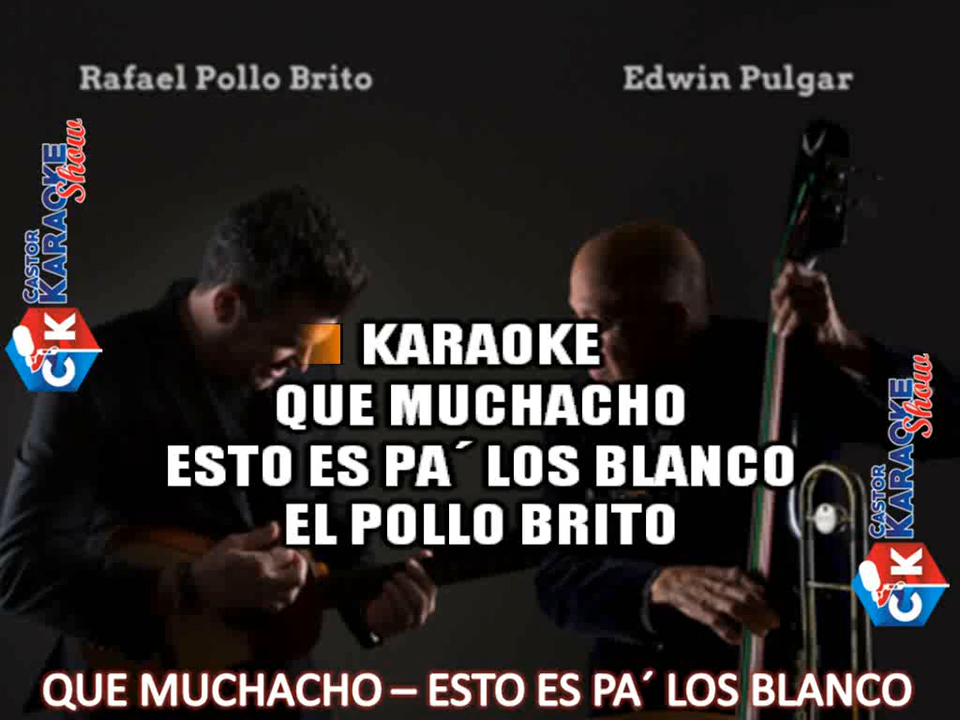 Rafael Pollo Brito
Edwin Pulgar
CASTOR
KARAOKE
Show
CK
KARAOKE
QUE MUCHACHO
ESTO ES PA´ LOS BLANCO
EL POLLO BRITO
CASTOR
KARAOKE
Show
CK
QUE MUCHACHO – ESTO ES PA´ LOS BLANCO